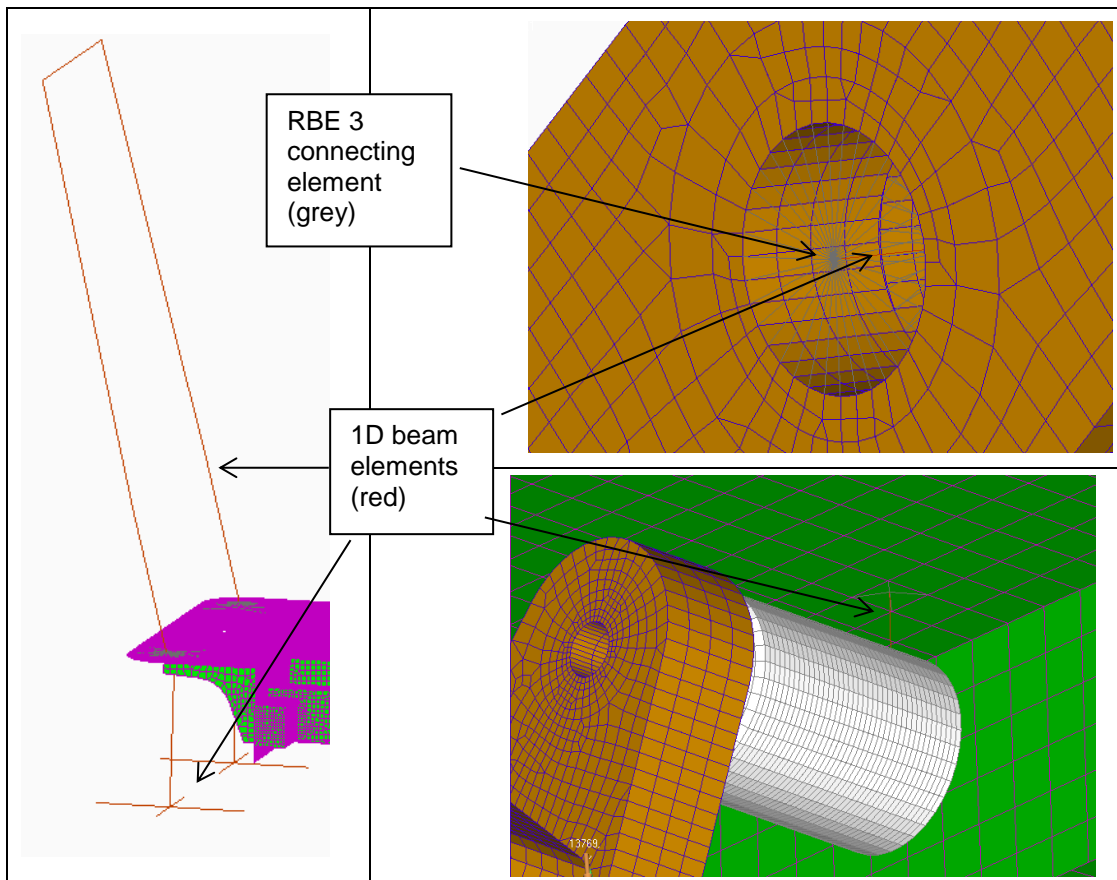 RBE 3
connecting
element
(grey)
1D beam
elements
(red)
13769